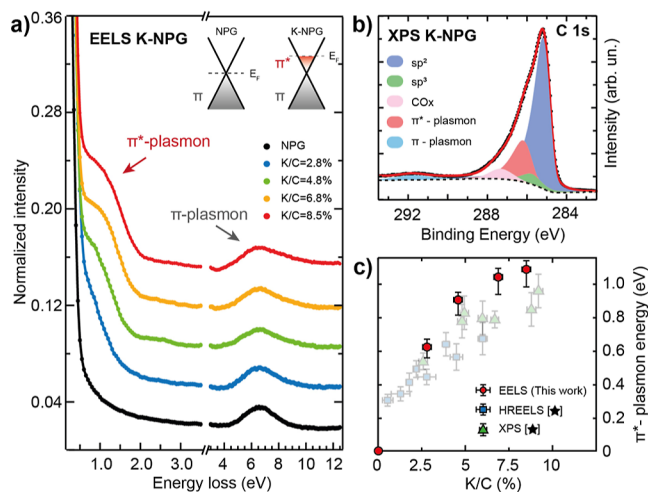 a)
EELS K-NPG
NPG
K-NPG
π*
E_F
E_F
π
π
π*-plasmon
π-plasmon
NPG
K/C=2.8%
K/C=4.8%
K/C=6.8%
K/C=8.5%
0.36
0.28
0.20
0.12
0.04
Normalized intensity
1.0
2.0
3.0
4
6
8
10
12
Energy loss (eV)
b)
XPS K-NPG
C 1s
sp²
sp³
COx
π* - plasmon
π - plasmon
292
288
284
Binding Energy (eV)
Intensity (arb. un.)
c)
1.0
0.8
0.6
0.4
0.2
0
π*- plasmon energy (eV)
EELS (This work)
HREELS [★]
XPS [★]
0
2.5
5
7.5
10
K/C (%)